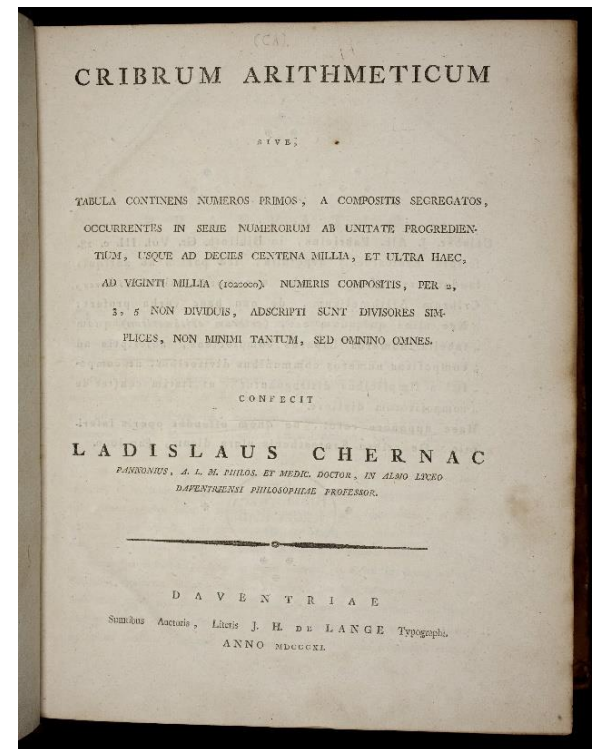 CRIBRUM ARITHMETICUM
SIVE,
TABULA CONTINENS NUMEROS PRIMOS, A COMPOSITIS SEGREGATOS,
OCCURRENTES IN SERIE NUMERORUM AB UNITATE PROGREDIEN-
TIUM, USQUE AD DECIES CENTENA MILLIA, ET ULTRA HAEC,
AD VIGINTI MILLIA (1020000). NUMERIS COMPOSITIS, PER 2,
3, 5 NON DIVIDUIS, ADSCRIPTI SUNT DIVISORES SIM-
PLICES, NON MINIMI TANTUM, SED OMNINO OMNES.
CONFECIT
LADISLAUS CHERNAC
PANNONIUS, A. L. M. PHILOS. ET MEDIC. DOCTOR, IN ALMO LYCEO
DAVENTRIENSI PHILOSOPHIAE PROFESSOR.
DAVENTRIAE
Sumtibus Auctoris, Literis J. H. DE LANGE Typographi.
ANNO MDCCCXI.